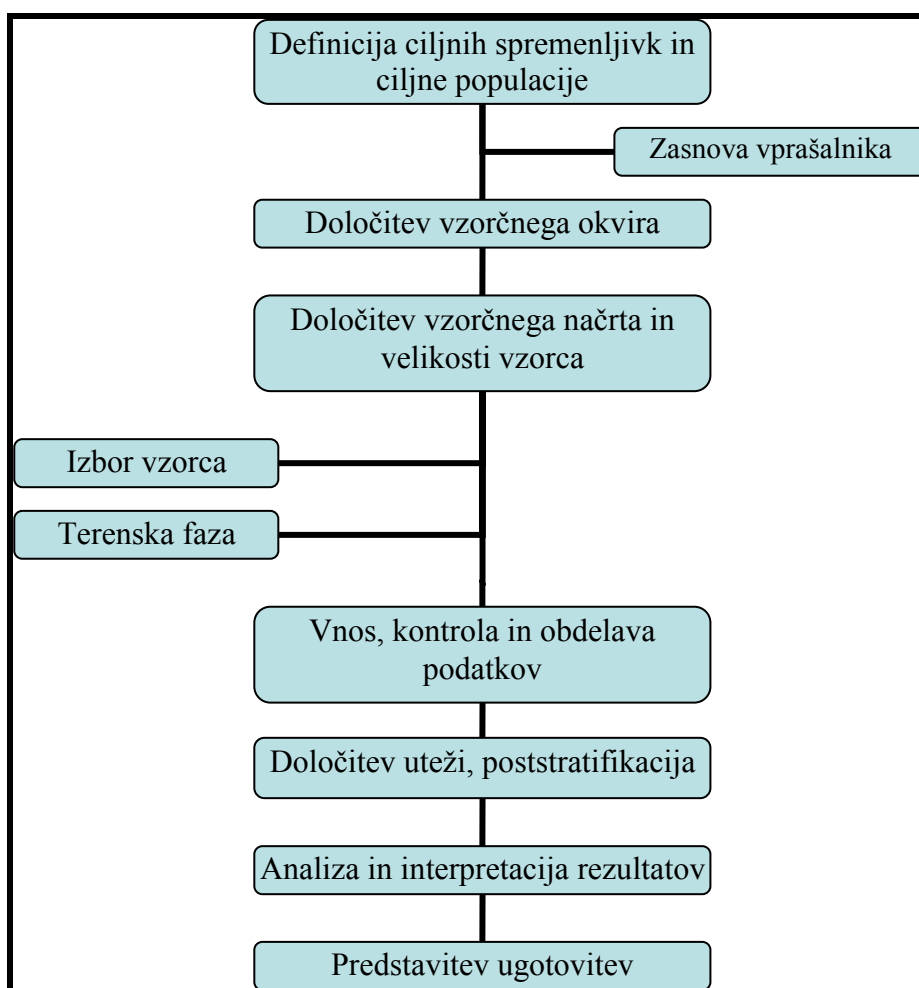 Definicija ciljnih spremenljivk in
ciljne populacije
Zasnova vprašalnika
Določitev vzorčnega okvira
Določitev vzorčnega načrta in
velikosti vzorca
Izbor vzorca
Terenska faza
Vnos, kontrola in obdelava
podatkov
Določitev uteži, poststratifikacija
Analiza in interpretacija rezultatov
Predstavitev ugotovitev